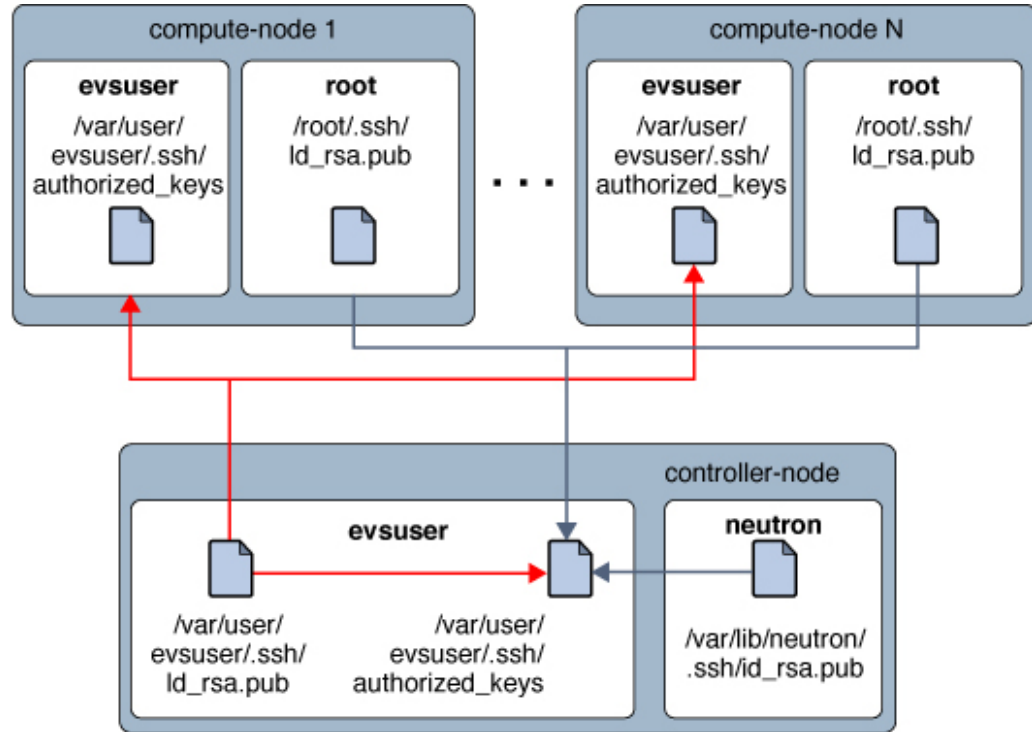 compute-node 1
evsuser
/var/user/
evsuser/.ssh/
authorized_keys
root
/root/.ssh/
ld_rsa.pub
. . .
compute-node N
evsuser
/var/user/
evsuser/.ssh/
authorized_keys
root
/root/.ssh/
ld_rsa.pub
controller-node
evsuser
/var/user/
evsuser/.ssh/
ld_rsa.pub
/var/user/
evsuser/.ssh/
authorized_keys
neutron
/var/lib/neutron/
.ssh/id_rsa.pub